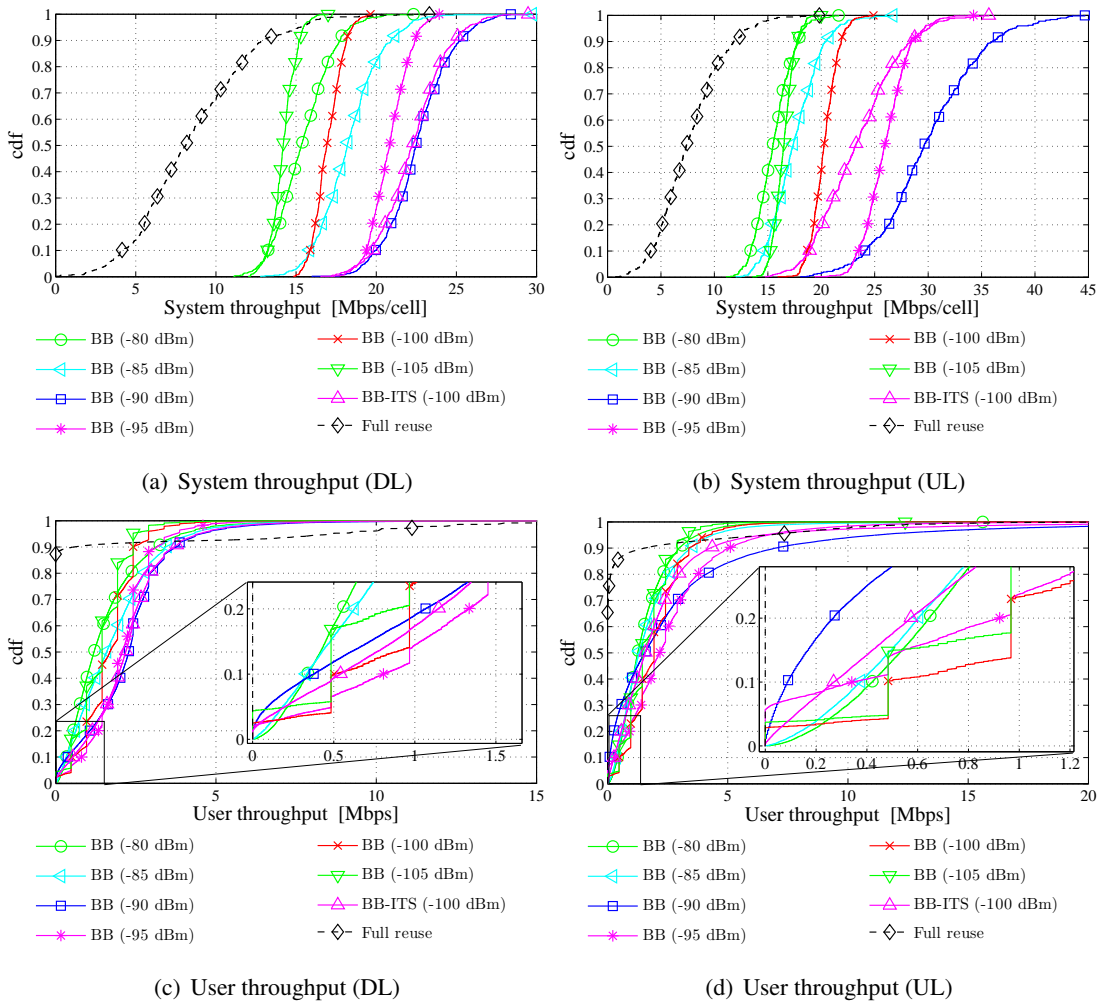 1
0.9
0.8
0.7
0.6
0.5
0.4
0.3
0.2
0.1
0
cdf
0 5 10 15 20 25 30
System throughput [Mbps/cell]
BB (-80 dBm)
BB (-85 dBm)
BB (-90 dBm)
BB (-95 dBm)
BB (-100 dBm)
BB (-105 dBm)
BB-ITS (-100 dBm)
Full reuse
(a) System throughput (DL)
1
0.9
0.8
0.7
0.6
0.5
0.4
0.3
0.2
0.1
0
cdf
0 5 10 15 20 25 30 35 40 45
System throughput [Mbps/cell]
BB (-80 dBm)
BB (-85 dBm)
BB (-90 dBm)
BB (-95 dBm)
BB (-100 dBm)
BB (-105 dBm)
BB-ITS (-100 dBm)
Full reuse
(b) System throughput (UL)
1
0.9
0.8
0.7
0.6
0.5
0.4
0.3
0.2
0.1
0
cdf
0.2
0.1
0
0 0.5 1 1.5
0 5 10 15
User throughput [Mbps]
BB (-80 dBm)
BB (-85 dBm)
BB (-90 dBm)
BB (-95 dBm)
BB (-100 dBm)
BB (-105 dBm)
BB-ITS (-100 dBm)
Full reuse
(c) User throughput (DL)
1
0.9
0.8
0.7
0.6
0.5
0.4
0.3
0.2
0.1
0
cdf
0.2
0.1
0
0 0.2 0.4 0.6 0.8 1 1.2
0 5 10 15 20
User throughput [Mbps]
BB (-80 dBm)
BB (-85 dBm)
BB (-90 dBm)
BB (-95 dBm)
BB (-100 dBm)
BB (-105 dBm)
BB-ITS (-100 dBm)
Full reuse
(d) User throughput (UL)